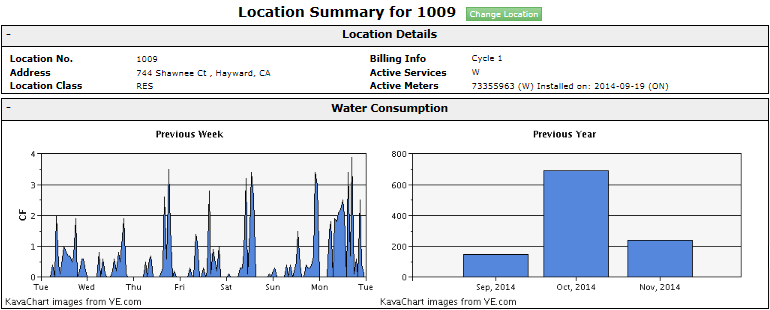 Location Summary for 1009 Change Location
- Location Details
Location No. 1009 Billing Info Cycle 1
Address 744 Shawnee Ct , Hayward, CA Active Services W
Location Class RES Active Meters 73355963 (W) Installed on: 2014-09-19 (ON)
- Water Consumption
Previous Week
CF
4
3
2
1
0
Tue Wed Thu Fri Sat Sun Mon Tue
KavaChart images from VE.com
Previous Year
800
600
400
200
0
Sep, 2014 Oct, 2014 Nov, 2014
KavaChart images from VE.com